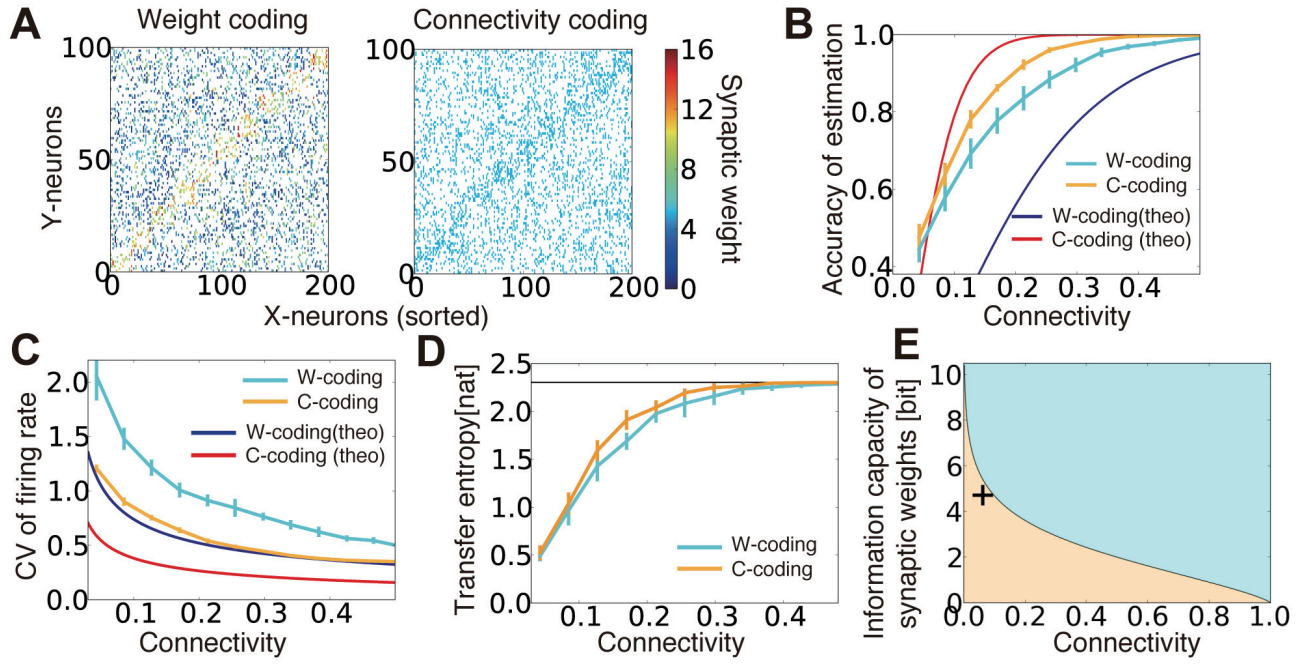 A
Weight coding
Connectivity coding
100
50
0
Y-neurons
0
100
200
100
50
0
0
100
200
X-neurons (sorted)
16
12
8
4
0
Synaptic weight
B
Accuracy of estimation
1.0
0.8
0.6
0.4
W-coding
C-coding
W-coding(theo)
C-coding (theo)
0.0
0.1
0.2
0.3
0.4
Connectivity
C
CV of firing rate
2.0
1.5
1.0
0.5
0.0
W-coding
C-coding
W-coding(theo)
C-coding (theo)
0.1
0.2
0.3
0.4
Connectivity
D
Transfer entropy[nat]
2.5
2.0
1.5
1.0
0.5
0.0
W-coding
C-coding
0.1
0.2
0.3
0.4
Connectivity
E
Information capacity of
synaptic weights [bit]
10
8
6
4
2
0
0.0
0.2
0.4
0.6
0.8
1.0
Connectivity